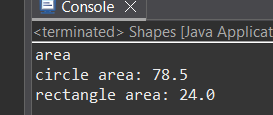 Console
<terminated> Shapes [Java Applicat
area
circle area: 78.5
rectangle area: 24.0